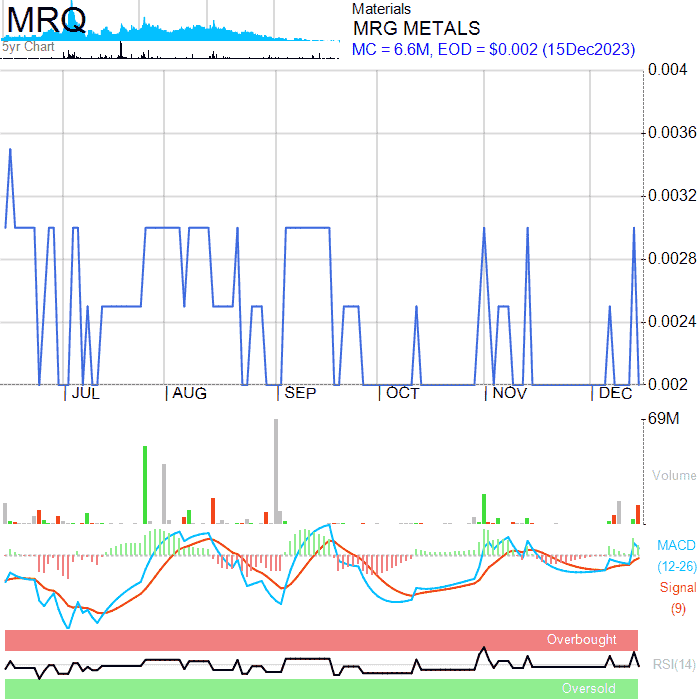 MRQ
5yr Chart
Materials
MRG METALS
MC = 6.6M, EOD = $0.002 (15Dec2023)
0.004
0.0036
0.0032
0.0028
0.0024
0.002
JUL AUG SEP OCT NOV DEC
69M
Volume
MACD
(12-26)
Signal
(9)
Overbought
RSI(14)
Oversold